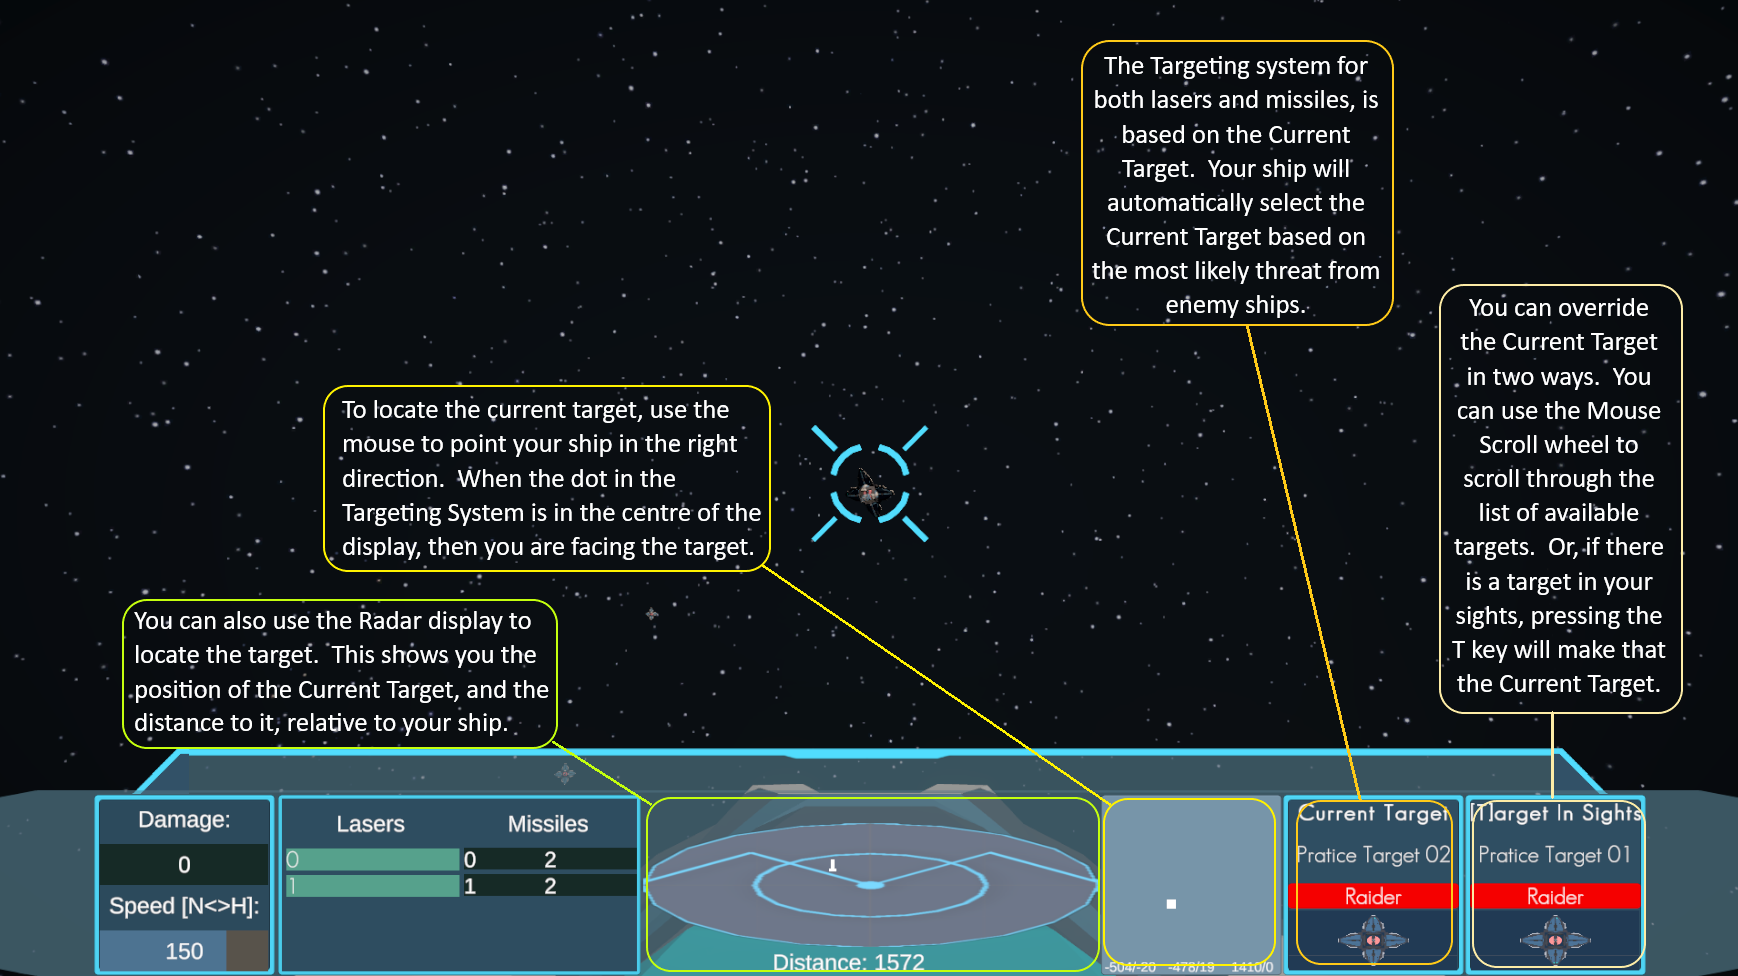 The Targeting system for
both lasers and missiles, is
based on the Current
Target.  Your ship will
automatically select the
Current Target based on
the most likely threat from
enemy ships.
You can override
the Current Target
in two ways.  You
can use the Mouse
Scroll wheel to
scroll through the
list of available
targets.  Or, if there
is a target in your
sights, pressing the
T key will make that
the Current Target.
To locate the current target, use the
mouse to point your ship in the right
direction.  When the dot in the
Targeting System is in the centre of the
display, then you are facing the target.
You can also use the Radar display to
locate the target.  This shows you the
position of the Current Target, and the
distance to it, relative to your ship.
Damage:
0
Speed [N<>H]:
150
Lasers Missiles
0 0 2
1 1 2
Distance: 1572
-504/-20 -478/19 1410/0
Current Target
Pratice Target 02
Raider
[T]arget In Sights
Pratice Target 01
Raider